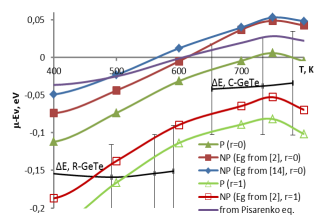 μ-Ev, eV
0,05
0
400
500
600
700
T, K
-0,05
-0,1
-0,15
-0,2
ΔE, C-GeTe
ΔE, R-GeTe
P (r=0)
NP (Eg from [2], r=0)
NP (Eg from [14], r=0)
P (r=1)
NP (Eg from [2], r=1)
from Pisarenko eq.